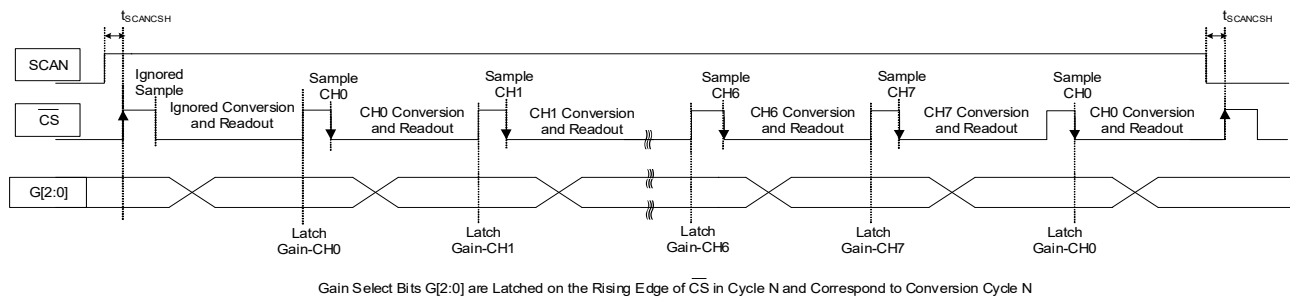 tSCANCSH
tSCANCSH
SCAN
Ignored
Sample
Sample
CH0
Sample
CH1
Sample
CH6
Sample
CH7
Sample
CH0
CS
Ignored Conversion
and Readout
CH0 Conversion
and Readout
CH1 Conversion
and Readout
CH6 Conversion
and Readout
CH7 Conversion
and Readout
CH0 Conversion
and Readout
G[2:0]
Latch
Gain-CH0
Latch
Gain-CH1
Latch
Gain-CH6
Latch
Gain-CH7
Latch
Gain-CH0
Gain Select Bits G[2:0] are Latched on the Rising Edge of CS in Cycle N and Correspond to Conversion Cycle N